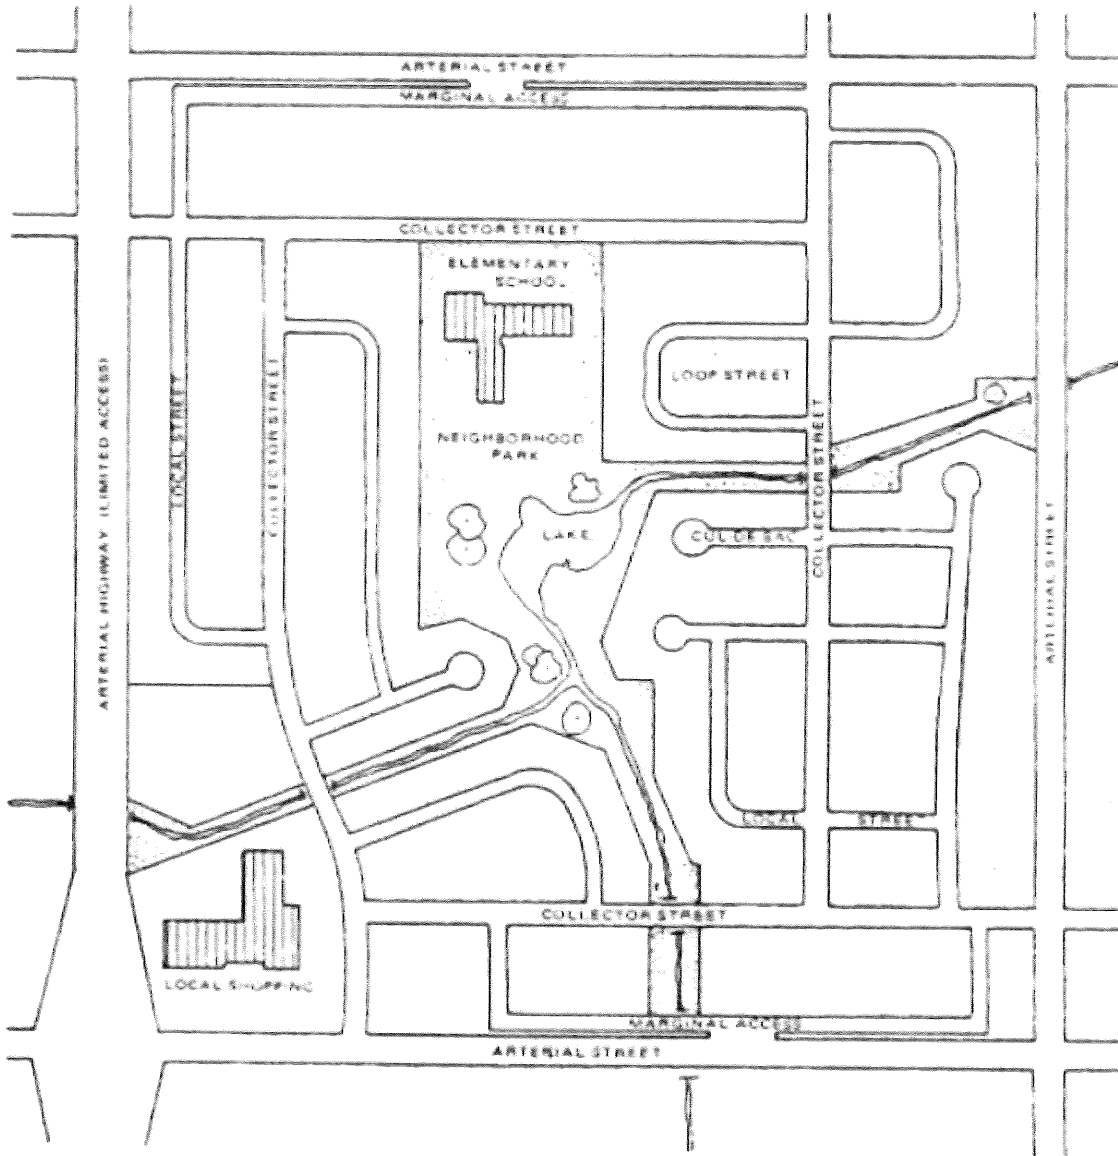 ARTERIAL STREET
MARGINAL ACCESS
COLLECTOR STREET
ELEMENTARY
SCHOOL
LOOP STREET
ARTERIAL HIGHWAY (LIMITED ACCESS)
LOCAL STREET
COLLECTOR STREET
NEIGHBORHOOD
PARK
COLLECTOR STREET
LAKE
CUL-DE-SAC
ARTERIAL STREET
LOCAL STREET
COLLECTOR STREET
LOCAL SHOPPING
MARGINAL ACCESS
ARTERIAL STREET